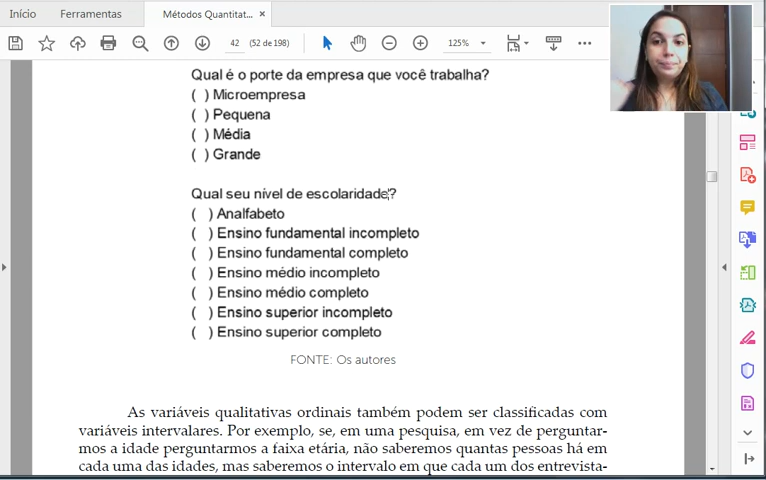 Início
Ferramentas
Métodos Quantitat...
×
42
(52 de 198)
125%
Qual é o porte da empresa que você trabalha?
( ) Microempresa
( ) Pequena
( ) Média
( ) Grande
Qual seu nível de escolaridade?
( ) Analfabeto
( ) Ensino fundamental incompleto
( ) Ensino fundamental completo
( ) Ensino médio incompleto
( ) Ensino médio completo
( ) Ensino superior incompleto
( ) Ensino superior completo
FONTE: Os autores
As variáveis qualitativas ordinais também podem ser classificadas com
variáveis intervalares. Por exemplo, se, em uma pesquisa, em vez de perguntar-
mos a idade perguntarmos a faixa etária, não saberemos quantas pessoas há em
cada uma das idades, mas saberemos o intervalo em que cada um dos entrevista-